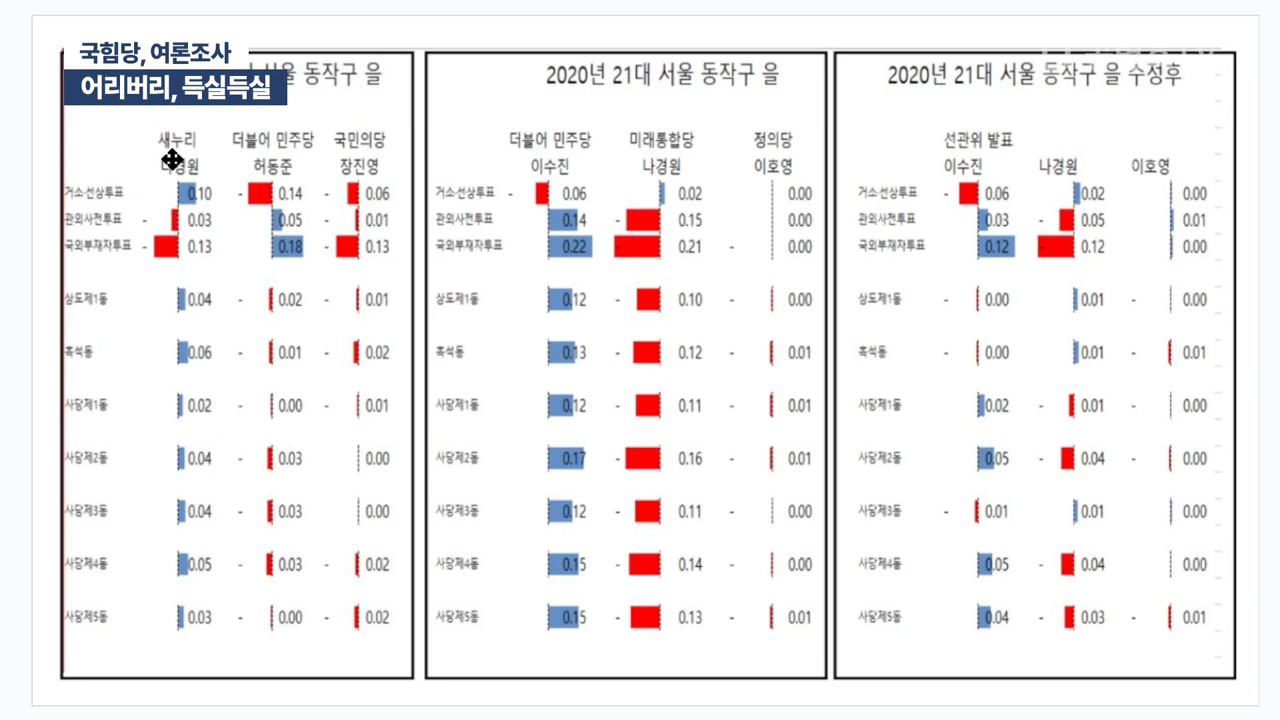 국힘당, 여론조사
어리버리, 득실득실
서울 동작구 을
새누리 더불어 민주당 국민의당
나경원 허동준 장진영
거소·선상투표 0.10 - 0.14 - 0.06
관외사전투표 - 0.03 0.05 - 0.01
국외부재자투표 - 0.13 0.18 - 0.13
상도제1동 0.04 - 0.02 - 0.01
흑석동 0.06 - 0.01 - 0.02
사당제1동 0.02 - 0.00 - 0.01
사당제2동 0.04 - 0.03 0.00
사당제3동 0.04 - 0.03 0.00
사당제4동 0.05 - 0.03 - 0.02
사당제5동 0.03 - 0.00 - 0.02
2020년 21대 서울 동작구 을
더불어 민주당 미래통합당 정의당
이수진 나경원 이호영
거소·선상투표 - 0.06 0.02 0.00
관외사전투표 0.14 - 0.15 - 0.00
국외부재자투표 0.22 - 0.21 - 0.00
상도제1동 0.12 - 0.10 - 0.00
흑석동 0.13 - 0.12 - 0.01
사당제1동 0.12 - 0.11 - 0.01
사당제2동 0.17 - 0.16 - 0.01
사당제3동 0.12 - 0.11 0.00
사당제4동 0.15 - 0.14 - 0.00
사당제5동 0.15 - 0.13 - 0.01
2020년 21대 서울 동작구 을 수정후
선관위 발표
이수진 나경원 이호영
거소·선상투표 - 0.06 0.02 0.00
관외사전투표 0.03 - 0.05 0.01
국외부재자투표 0.12 - 0.12 0.00
상도제1동 - 0.00 0.01 - 0.00
흑석동 - 0.00 0.01 - 0.01
사당제1동 0.02 - 0.01 - 0.00
사당제2동 0.05 - 0.04 - 0.00
사당제3동 - 0.01 0.01 0.00
사당제4동 0.05 - 0.04 0.00
사당제5동 0.04 - 0.03 - 0.01